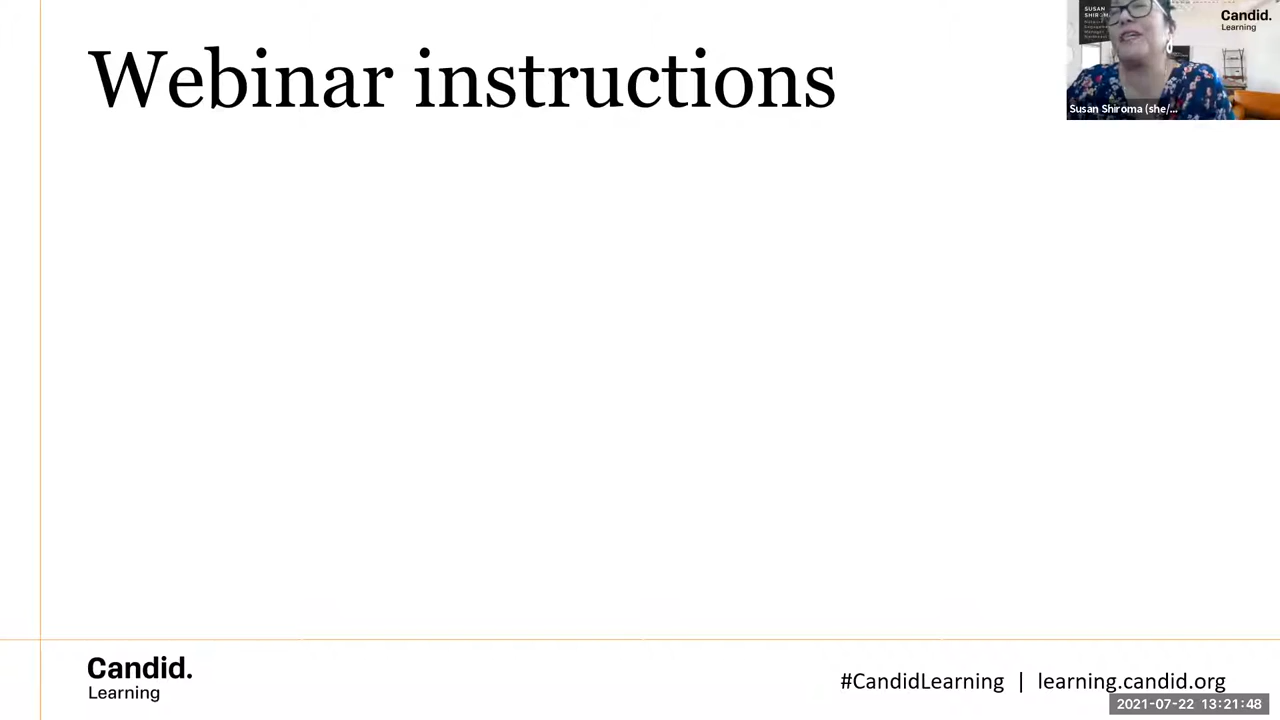 Webinar instructions
SUSAN
Candid.
Learning
Susan Shiroma (she/...
Candid.
Learning
#CandidLearning | learning.candid.org
2021-07-22 13:21:48